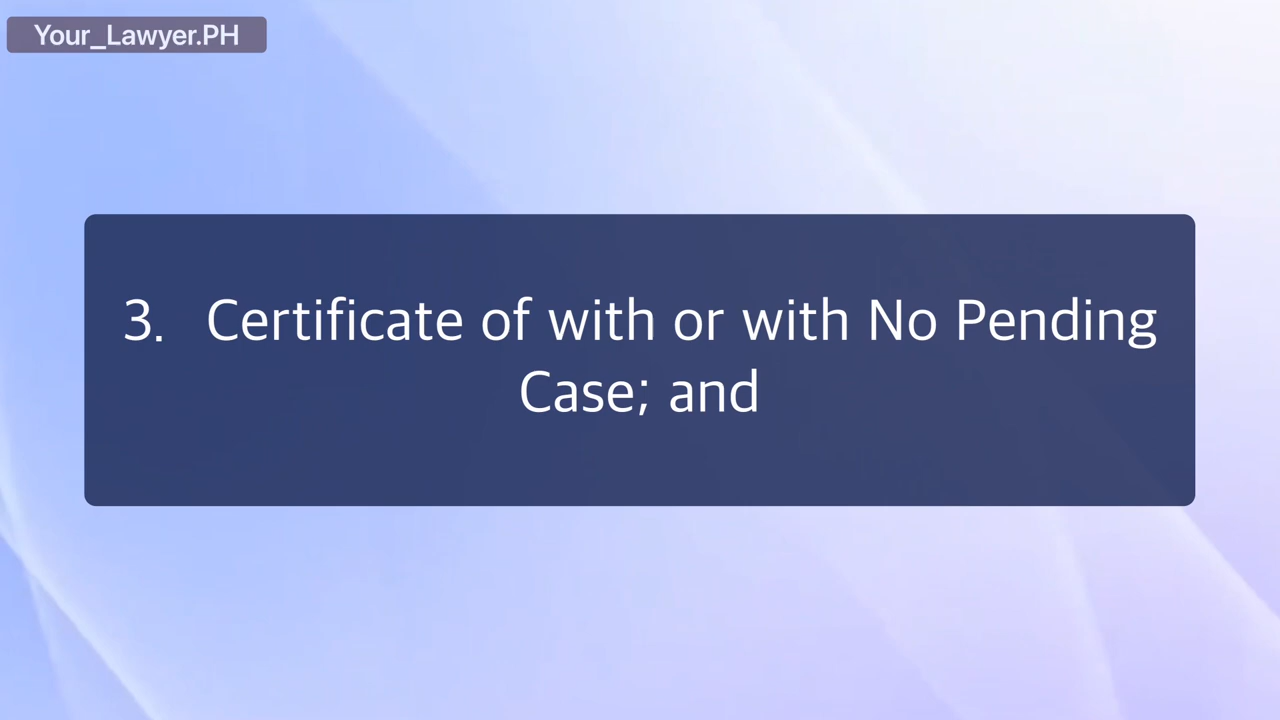 Your_Lawyer.PH
3. Certificate of with or with No Pending
Case; and